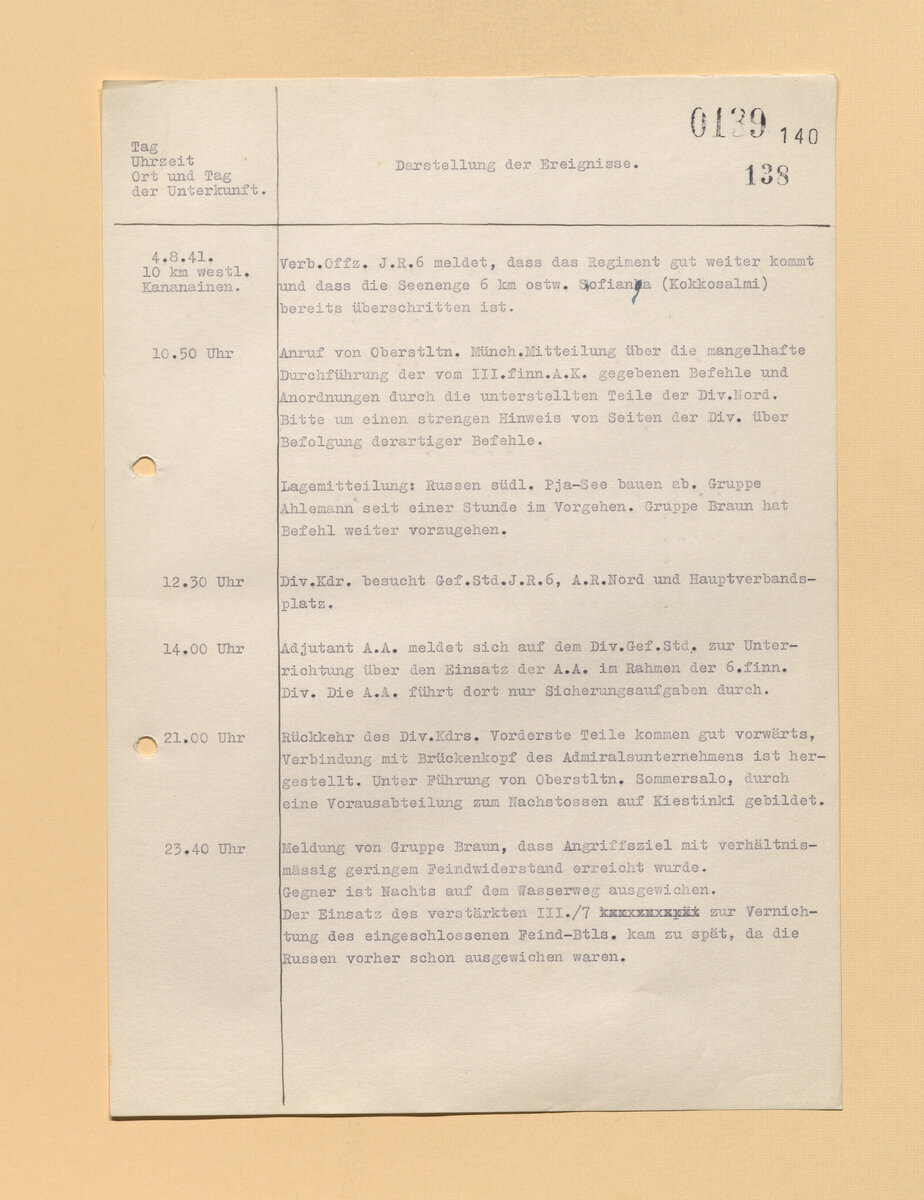 0139 140
138
Tag
Uhrzeit
Ort und Tag
der Unterkunft.
Darstellung der Ereignisse.
4.8.41.
10 km westl.
Kananainen.
Verb.Offz. J.R.6 meldet, dass das Regiment gut weiter kommt
und dass die Seenenge 6 km ostw. Sofianga (Kokkosalmi)
bereits überschritten ist.
10.50 Uhr
Anruf von Oberstltn. Münch.Mitteilung über die mangelhafte
Durchführung der vom III.finn.A.K. gegebenen Befehle und
Anordnungen durch die unterstellten Teile der Div.Nord.
Bitte um einen strengen Hinweis von Seiten der Div. über
Befolgung derartiger Befehle.
Lagemitteilung: Russen südl. Pja-See bauen ab. Gruppe
Ahlemann seit einer Stunde im Vorgehen. Gruppe Braun hat
Befehl weiter vorzugehen.
12.30 Uhr
Div.Kdr. besucht Gef.Std.J.R.6, A.R.Nord und Hauptverbands-
platz.
14.00 Uhr
Adjutant A.A. meldet sich auf dem Div.Gef.Std. zur Unter-
richtung über den Einsatz der A.A. im Rahmen der 6.finn.
Div. Die A.A. führt dort nur Sicherungsaufgaben durch.
21.00 Uhr
Rückkehr des Div.Kdrs. Vorderste Teile kommen gut vorwärts,
Verbindung mit Brückenkopf des Admiralsunternehmens ist her-
gestellt. Unter Führung von Oberstltn. Sommersalo, durch
eine Vorausabteilung zum Nachstossen auf Kiestinki gebildet.
23.40 Uhr
Meldung von Gruppe Braun, dass Angriffsziel mit verhältnis-
mässig geringem Feindwiderstand erreicht wurde.
Gegner ist Nachts auf dem Wasserweg ausgewichen.
Der Einsatz des verstärkten III./7 zur Vernich-
tung des eingeschlossenen Feind-Btls. kam zu spät, da die
Russen vorher schon ausgewichen waren.